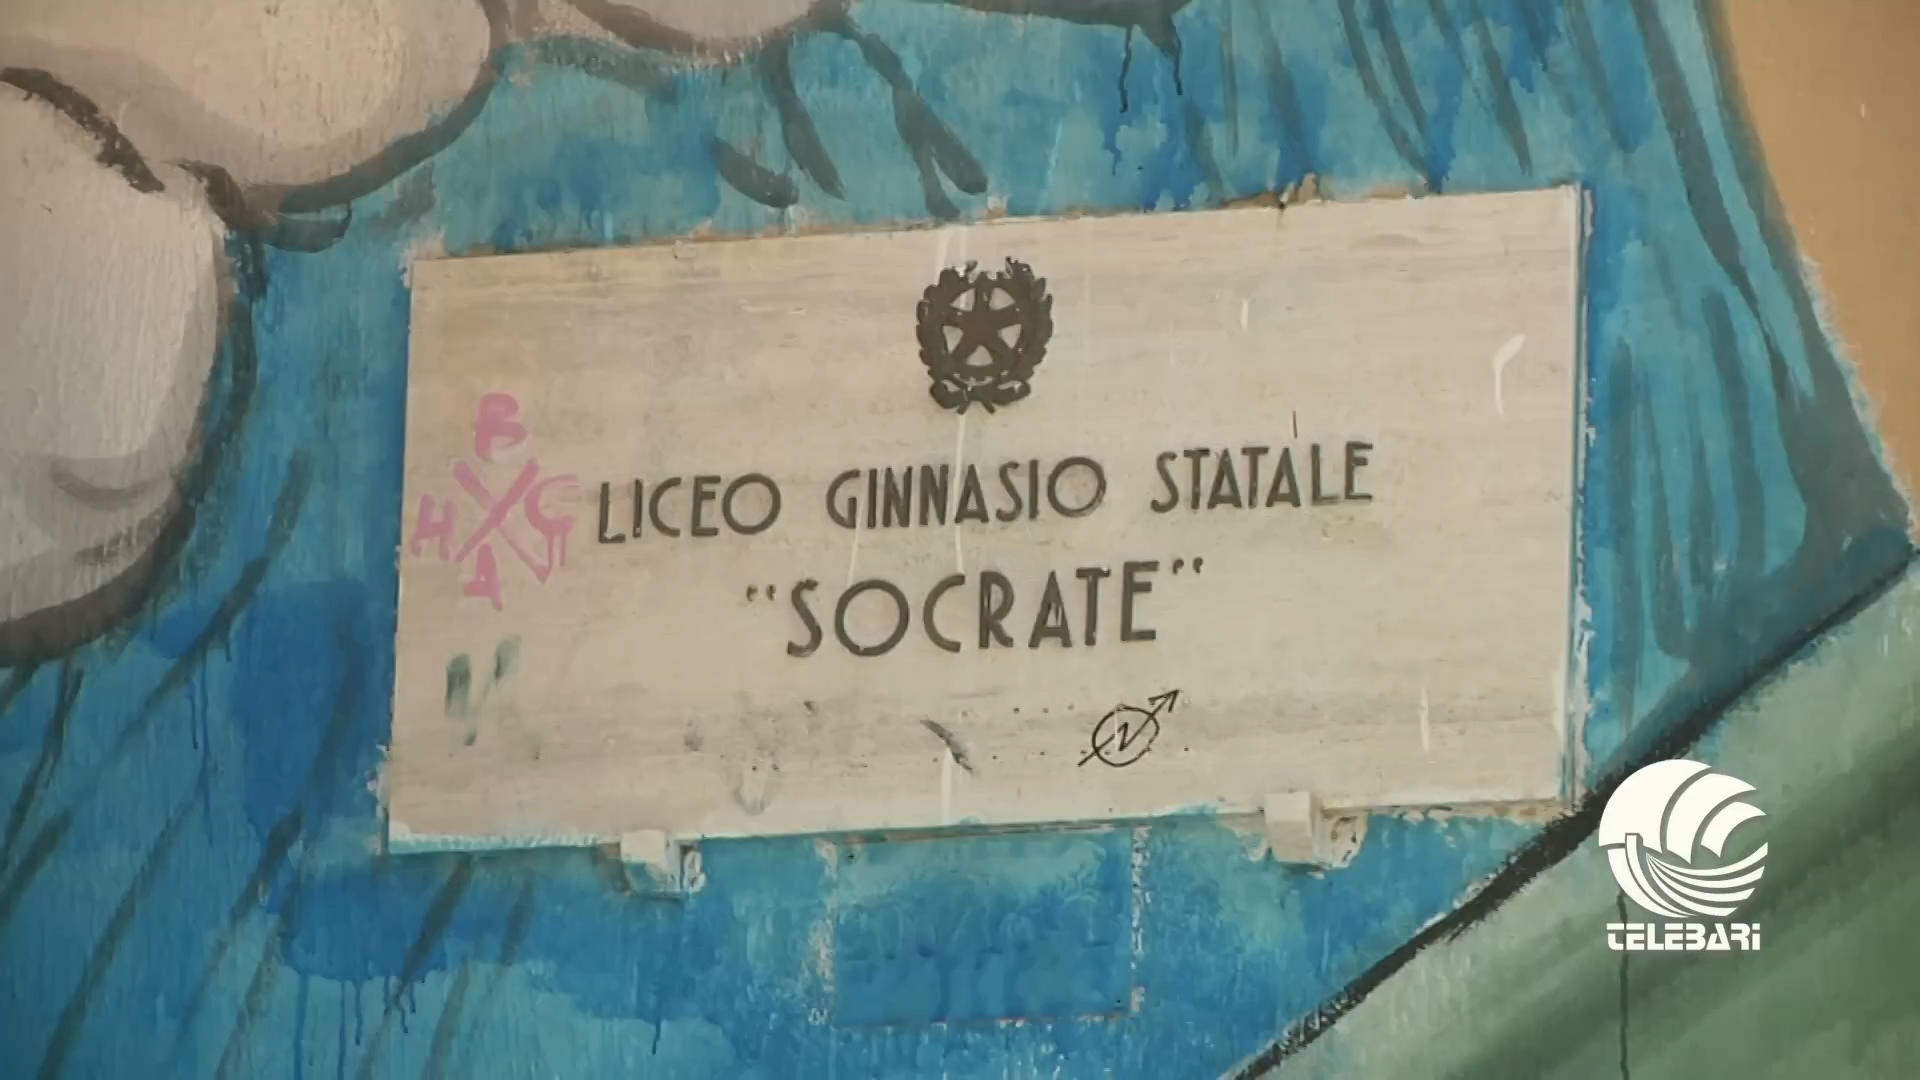 LICEO GINNASIO STATALE
"SOCRATE"
B
H C
A
N
TELEBARI